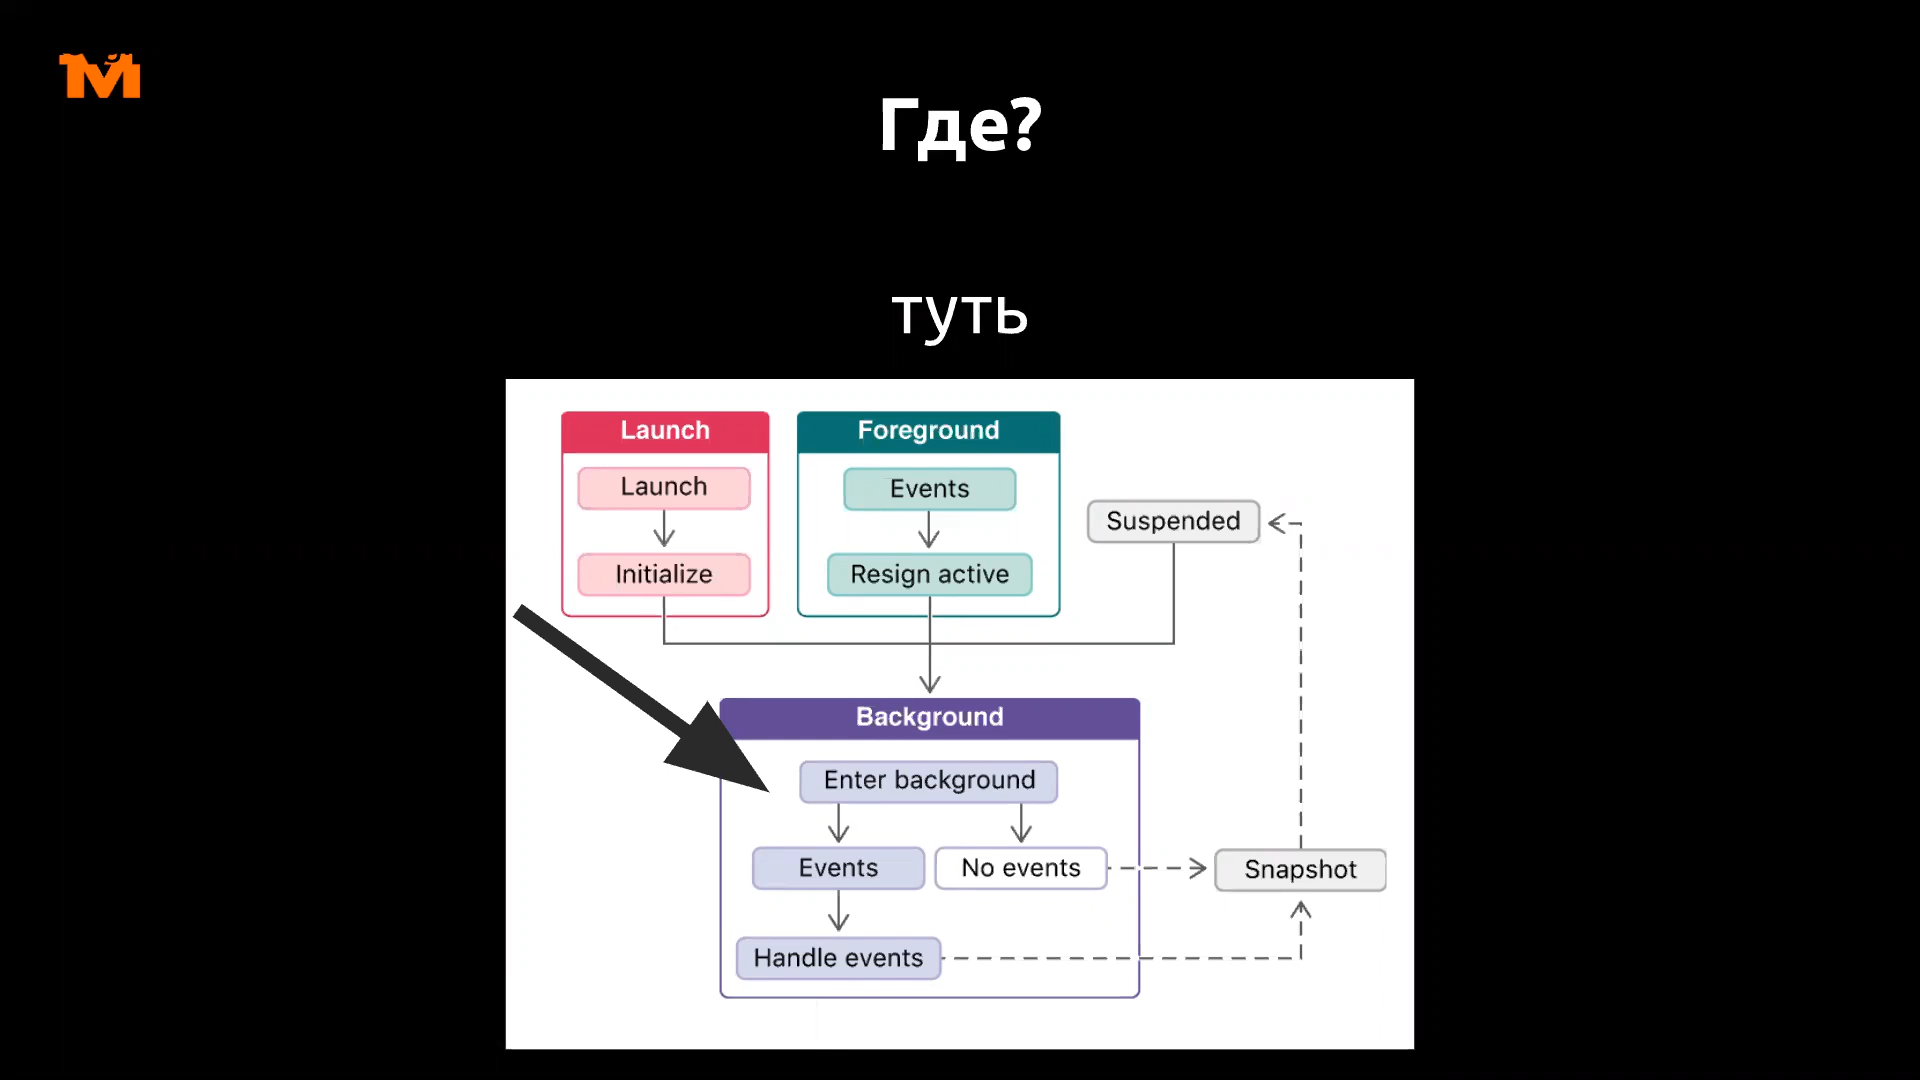 Где?
туть
Launch
Foreground
Launch
Events
Suspended
Initialize
Resign active
Background
Enter background
Events
No events
Snapshot
Handle events